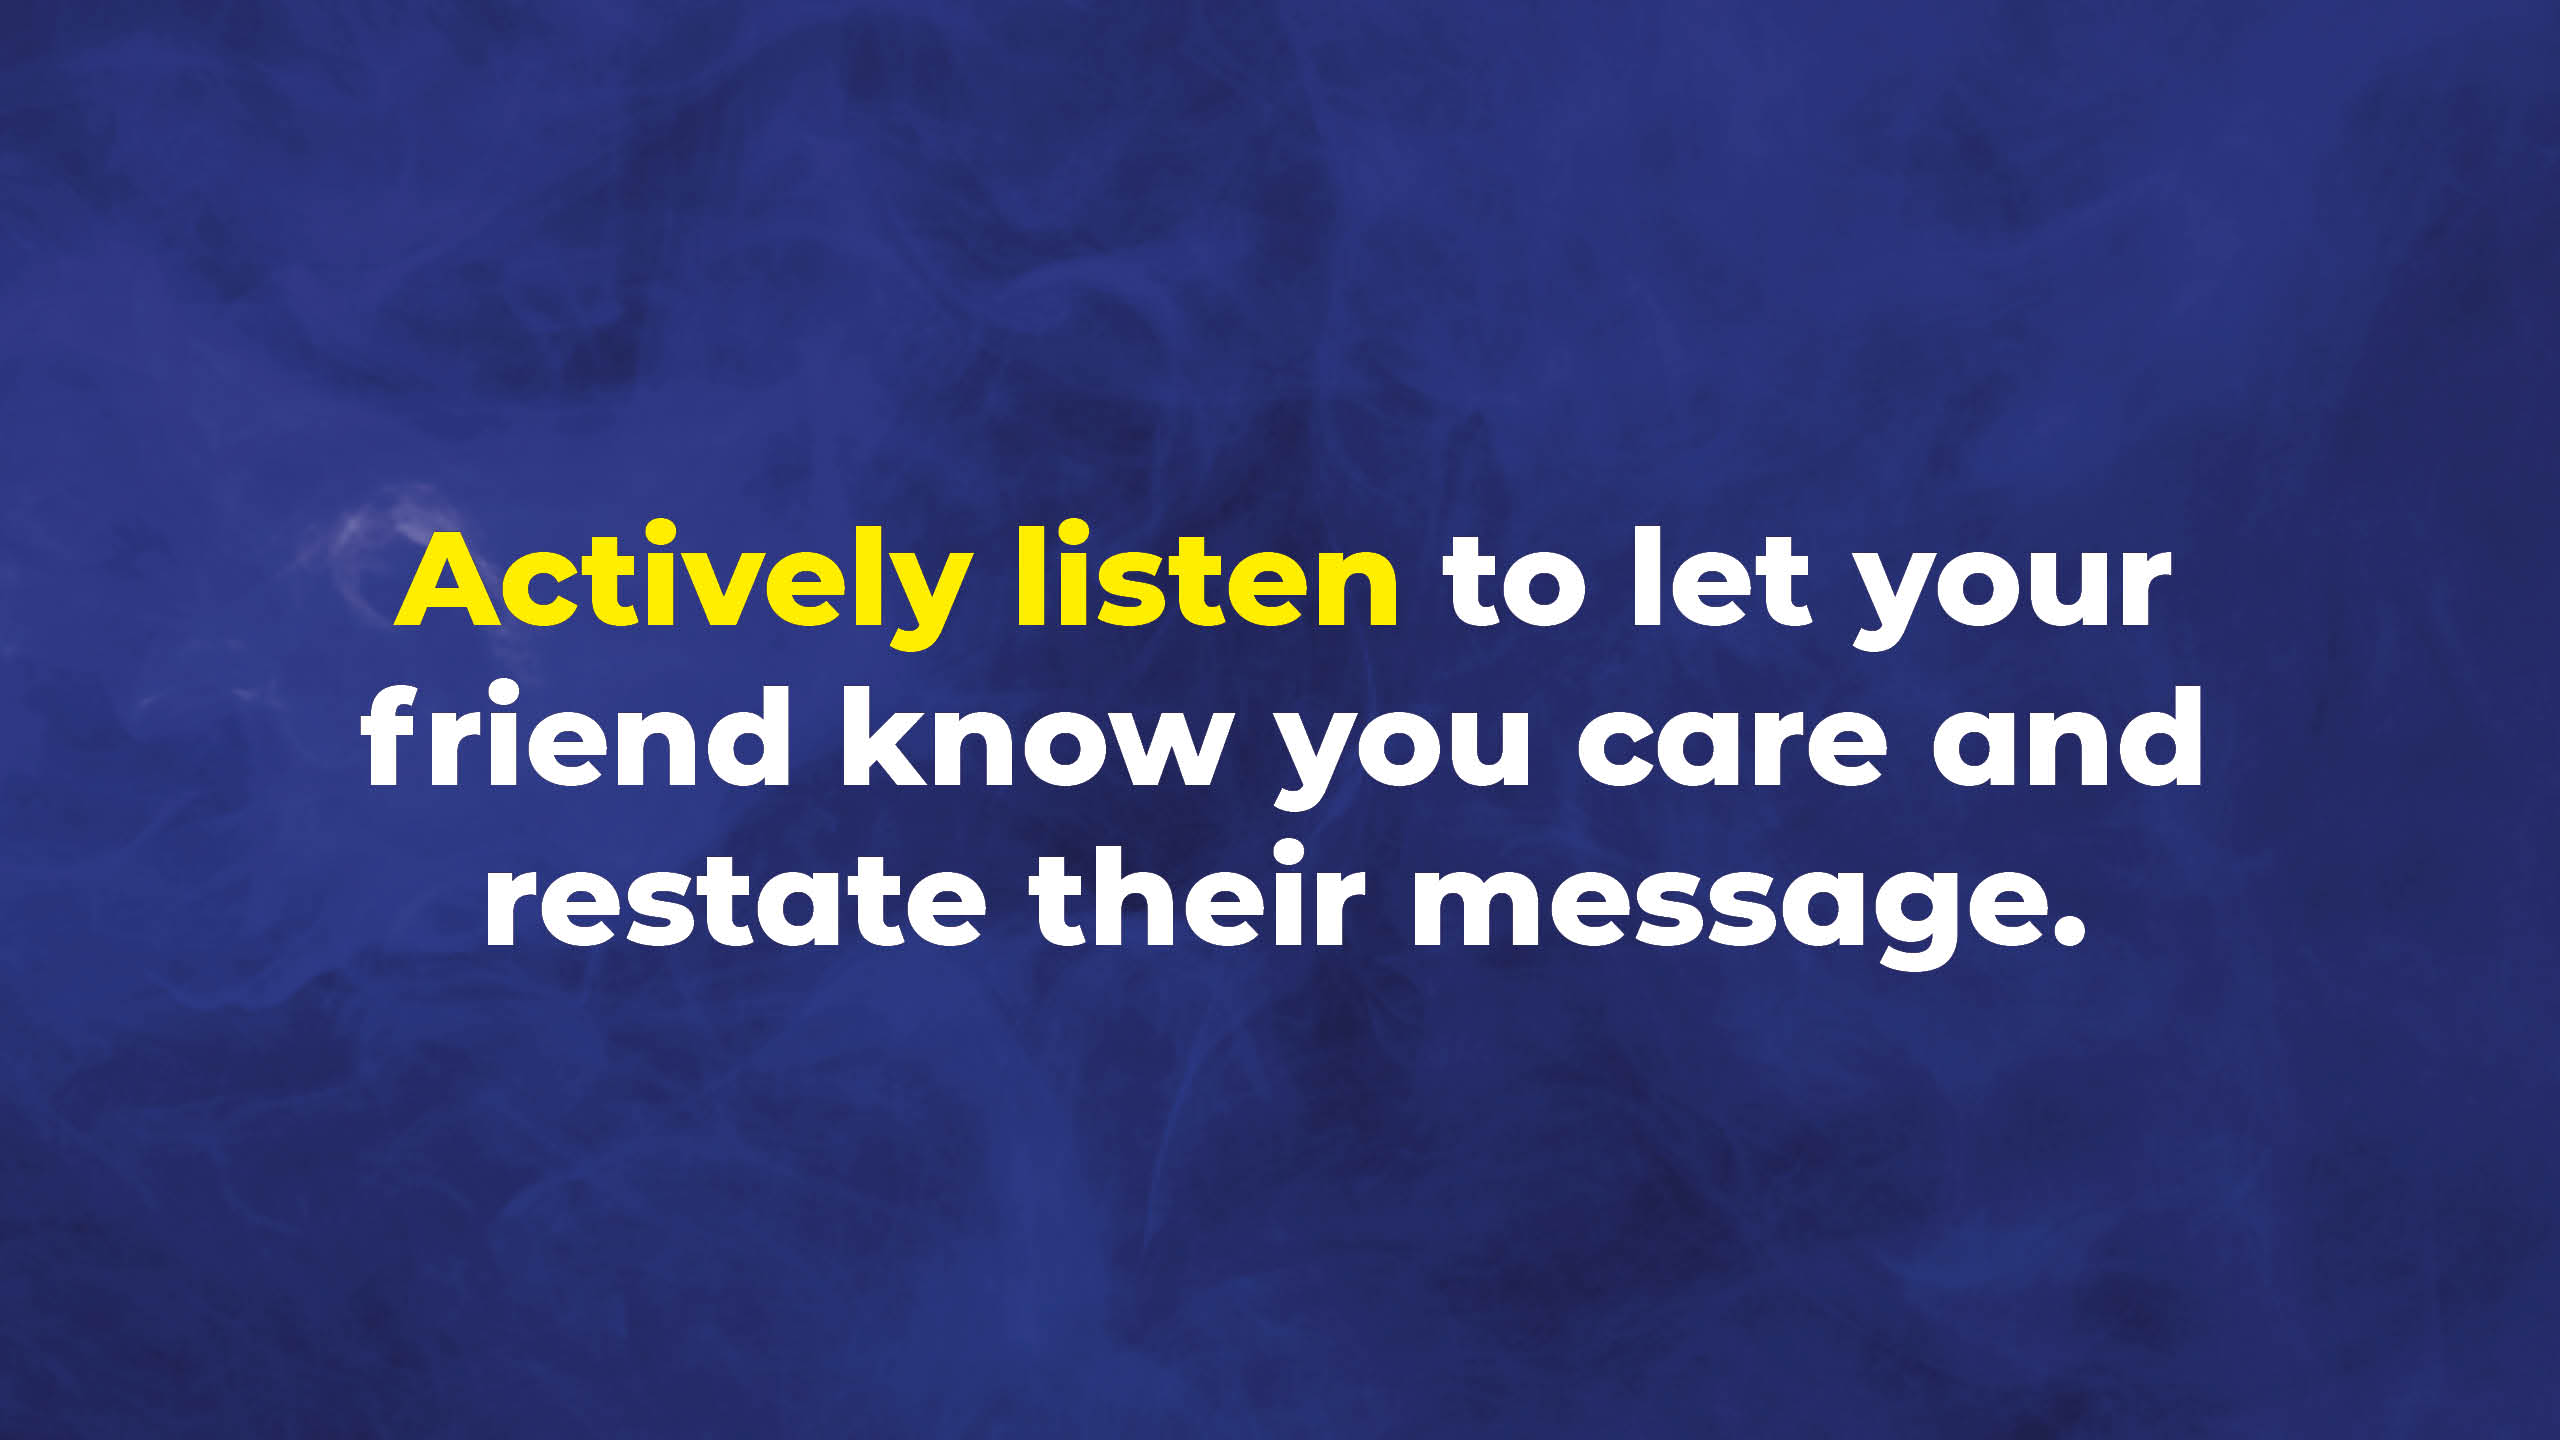 Actively listen to let your
friend know you care and
restate their message.